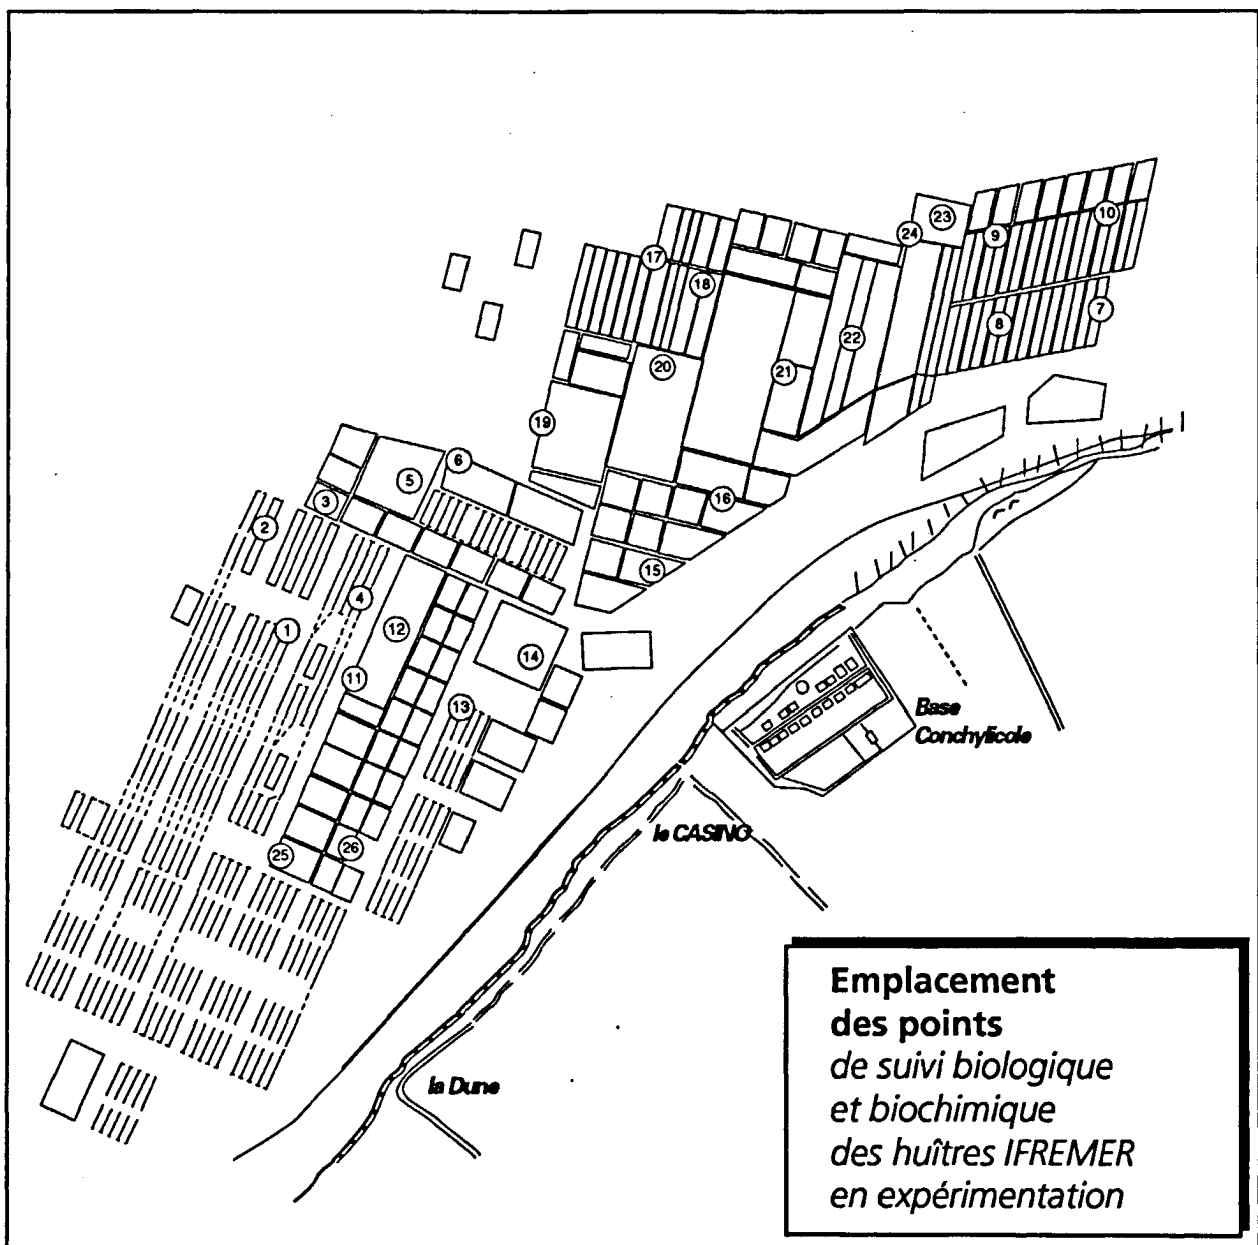 23
24
10
9
17
18
7
8
22
20
21
19
6
5
16
3
2
15
4
1
12
14
11
13
Base
Conchylicole
le CASINO
26
25
Emplacement
des points
de suivi biologique
et biochimique
des huîtres IFREMER
en expérimentation
la Dune